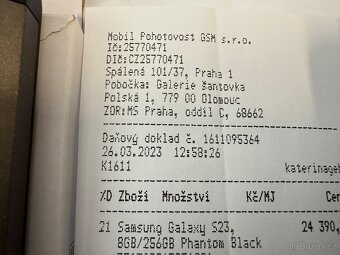 Mobil Pohotovost GSM s.r.o.
Ič:25770471
DIč:CZ25770471
Spálená 101/37, Praha 1
Pobočka: Galerie Šantovka
Polská 1, 779 00 Olomouc
ZOR:MS Praha, oddíl C, 68662
Daňový doklad č. 1611095364
26.03.2023 12:58:26
K1611 katerinage
%D Zboží Množství Kč/MJ Cen
21 Samsung Galaxy S23, 24 390,
8GB/256GB Phantom Black